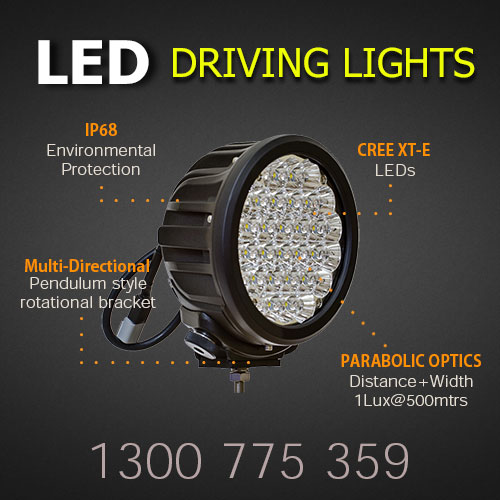 LED DRIVING LIGHTS
IP68
Environmental
Protection
CREE XT-E
LEDs
Multi-Directional
Pendulum style
rotational bracket
PARABOLIC OPTICS
Distance+Width
1Lux@500mtrs
1300 775 359